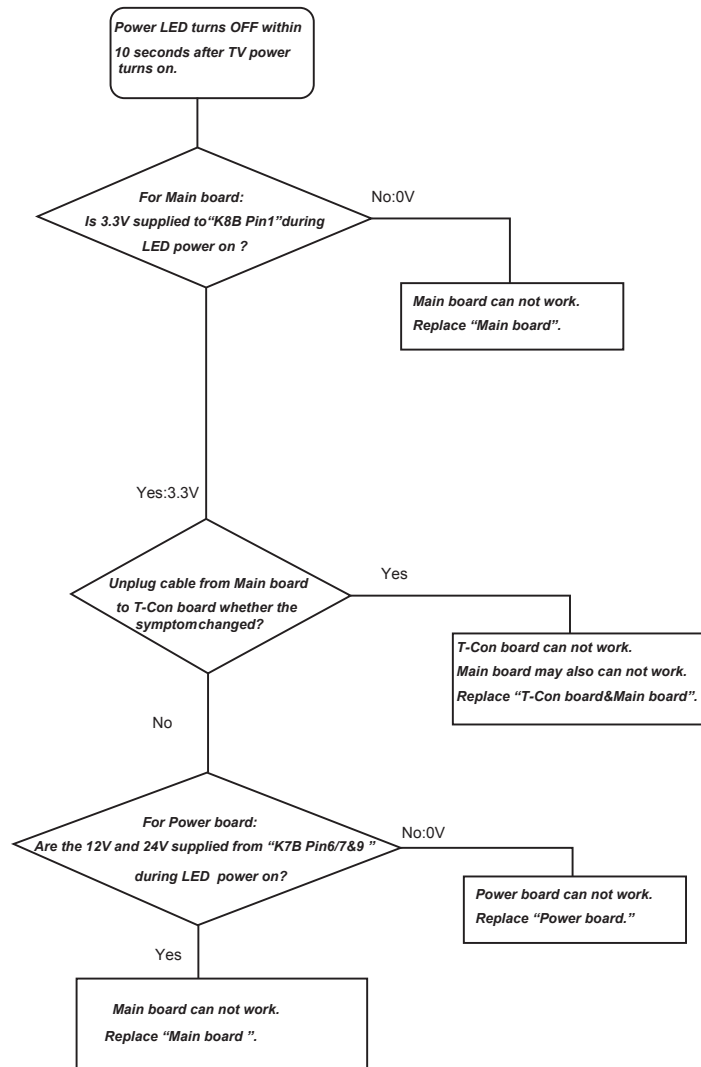 Power LED turns OFF within
10 seconds after TV power
turns on.
For Main board:
Is 3.3V supplied to“K8B Pin1”during
LED power on ?
No:0V
Main board can not work.
Replace “Main board”.
Yes:3.3V
Unplug cable from Main board
to T-Con board whether the
symptomchanged?
Yes
T-Con board can not work.
Main board may also can not work.
Replace “T-Con board&Main board”.
No
For Power board:
Are the 12V and 24V supplied from “K7B Pin6/7&9 ”
during LED power on?
No:0V
Power board can not work.
Replace “Power board.”
Yes
Main board can not work.
Replace “Main board ”.